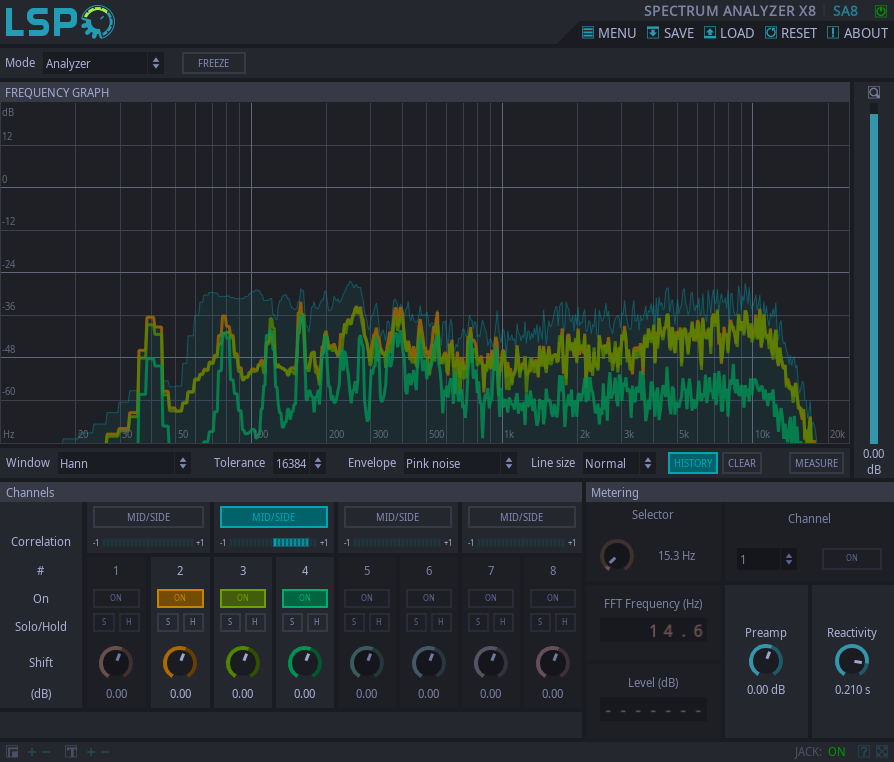 LSP SPECTRUM ANALYZER X8 SA8
MENU SAVE LOAD RESET ABOUT
Mode Analyzer FREEZE
FREQUENCY GRAPH
dB
12
0
-12
-24
-36
-48
-60
Hz 20 30 50 100 200 300 500 1k 2k 3k 5k 10k 20k
0.00
dB
Window Hann Tolerance 16384 Envelope Pink noise Line size Normal HISTORY CLEAR MEASURE
Channels Metering
MID/SIDE MID/SIDE MID/SIDE MID/SIDE
Selector Channel
Correlation -1 +1 -1 +1 -1 +1 -1 +1
15.3 Hz 1 ON
# 1 2 3 4 5 6 7 8
On ON ON ON ON ON ON ON ON
FFT Frequency (Hz)
14.6
Solo/Hold S H S H S H S H S H S H S H S H
Preamp Reactivity
Shift
Level (dB)
(dB) 0.00 0.00 0.00 0.00 0.00 0.00 0.00 0.00
0.00 dB 0.210 s
- - - - - - -
+ - T + - JACK: ON ?